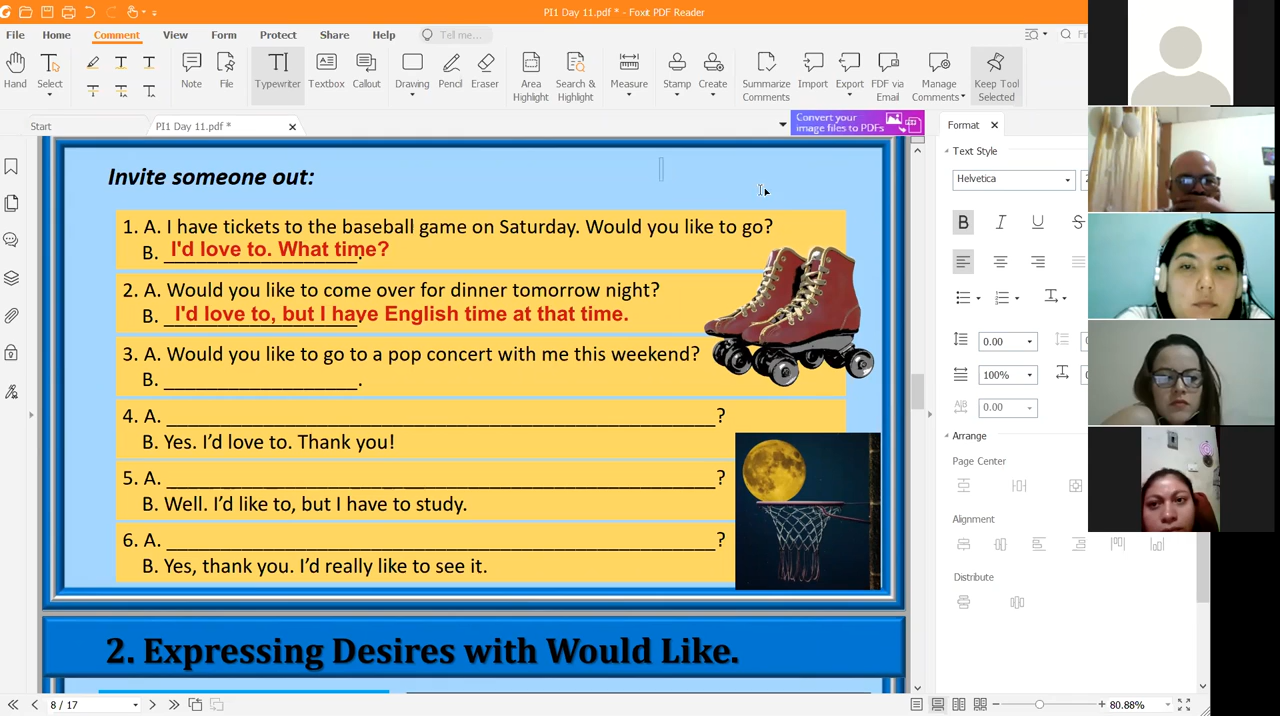 PI1 Day 11.pdf * - Foxit PDF Reader
File Home Comment View Form Protect Share Help Tell me...
Hand Select Note File Typewriter Textbox Callout Drawing Pencil Eraser Area Highlight Search & Highlight Measure Stamp Create Summarize Comments Import Export FDF via Email Manage Comments Keep Tool Selected
Start PI1 Day 11.pdf *
Convert your
image files to PDFs
Invite someone out:
1. A. I have tickets to the baseball game on Saturday. Would you like to go?
B. I'd love to. What time?
2. A. Would you like to come over for dinner tomorrow night?
B. I'd love to, but I have English time at that time.
3. A. Would you like to go to a pop concert with me this weekend?
B. __________________.
4. A. ____________________________________________________?
B. Yes. I'd love to. Thank you!
5. A. ____________________________________________________?
B. Well. I'd like to, but I have to study.
6. A. ____________________________________________________?
B. Yes, thank you. I'd really like to see it.
2. Expressing Desires with Would Like.
Format
Text Style
Helvetica
B I U S
0.00
100%
0.00
Arrange
Page Center
Alignment
Distribute
8 / 17
80.88%